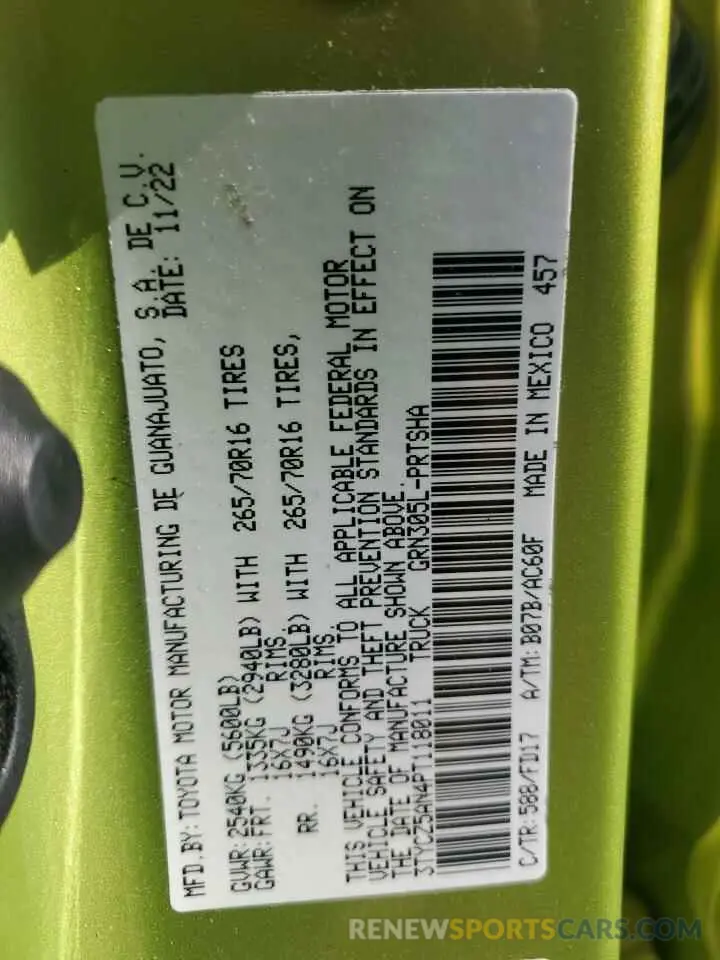 MFD.BY: TOYOTA MOTOR MANUFACTURING DE GUANAJUATO, S.A. DE C.V.
DATE: 11/22
GVWR: 2540KG (5600LB)
GAWR: FRT. 1335KG (2940LB) WITH 265/70R16 TIRES
16X7J RIMS.
RR. 1490KG (3280LB) WITH 265/70R16 TIRES,
16X7J RIMS.
THIS VEHICLE CONFORMS TO ALL APPLICABLE FEDERAL MOTOR
VEHICLE SAFETY AND THEFT PREVENTION STANDARDS IN EFFECT ON
THE DATE OF MANUFACTURE SHOWN ABOVE.
3TYCZ5AN4PT118011 TRUCK GRN305L-PRTSHA
C/TR: 588/FD17 A/TM: B07B/AC60F MADE IN MEXICO 457
RENEWSPORTSCARS.COM